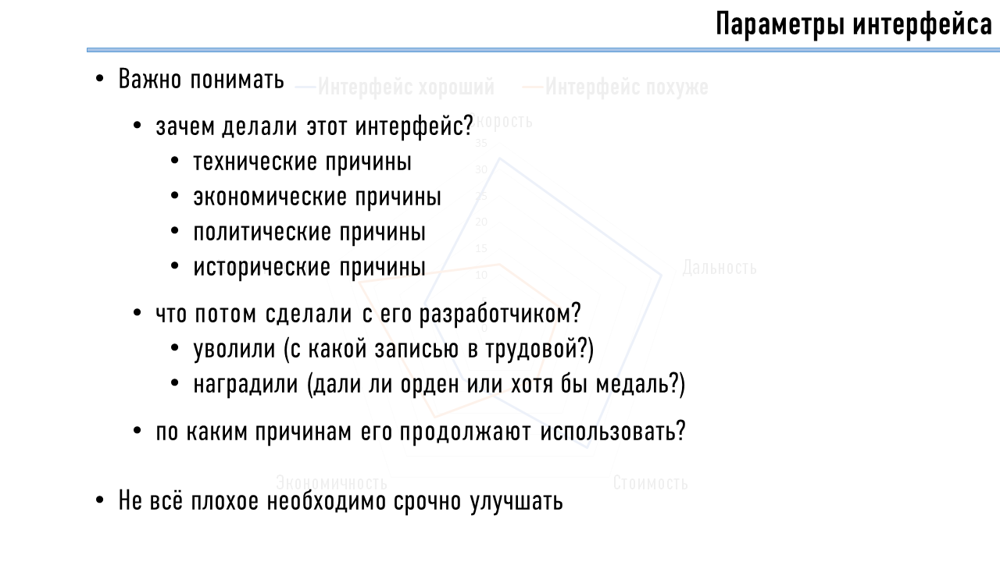 Параметры интерфейса
• Важно понимать
Интерфейс хороший Интерфейс похуже
Скорость
• зачем делали этот интерфейс?
35
• технические причины
30
• экономические причины
25
20
• политические причины
15
• исторические причины
Дальность
10
• что потом сделали с его разработчиком?
0
• уволили (с какой записью в трудовой?)
• наградили (дали ли орден или хотя бы медаль?)
• по каким причинам его продолжают использовать?
Экономичность Стоимость
• Не всё плохое необходимо срочно улучшать